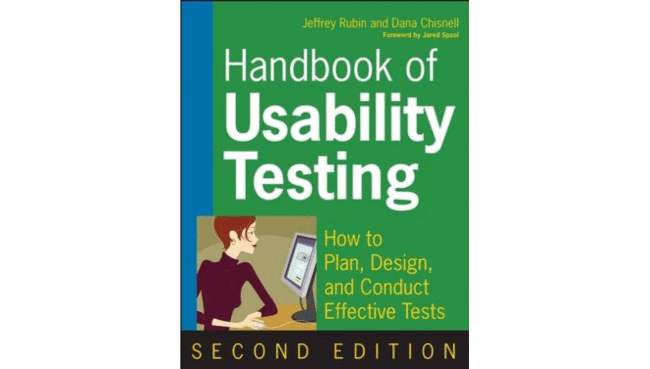 Jeffrey Rubin and Dana Chisnell
Foreword by Jared Spool
Handbook of
Usability
Testing
How to
Plan, Design,
and Conduct
Effective Tests
SECOND EDITION